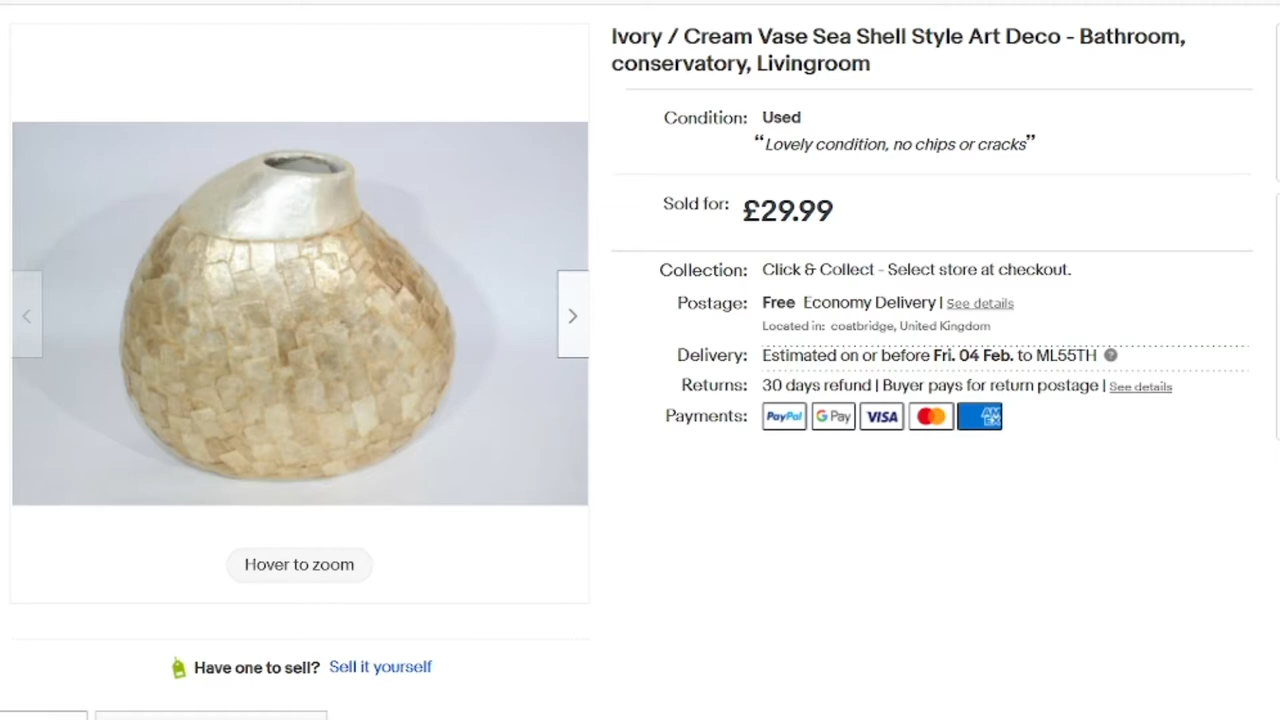 Ivory / Cream Vase Sea Shell Style Art Deco - Bathroom,
conservatory, Livingroom
Condition: Used
“Lovely condition, no chips or cracks”
Sold for: £29.99
Collection: Click & Collect - Select store at checkout.
Postage: Free Economy Delivery | See details
Located in: coatbridge, United Kingdom
Delivery: Estimated on or before Fri. 04 Feb. to ML55TH ?
Returns: 30 days refund | Buyer pays for return postage | See details
Payments: PayPal G Pay VISA AMEX
Hover to zoom
Have one to sell? Sell it yourself